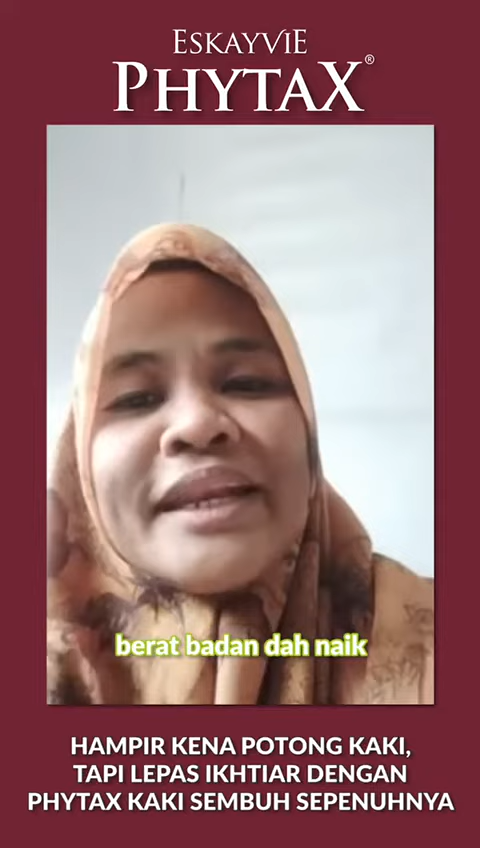 ESKAYVIE
PHYTAX®
berat badan dah naik
HAMPIR KENA POTONG KAKI,
TAPI LEPAS IKHTIAR DENGAN
PHYTAX KAKI SEMBUH SEPENUHNYA